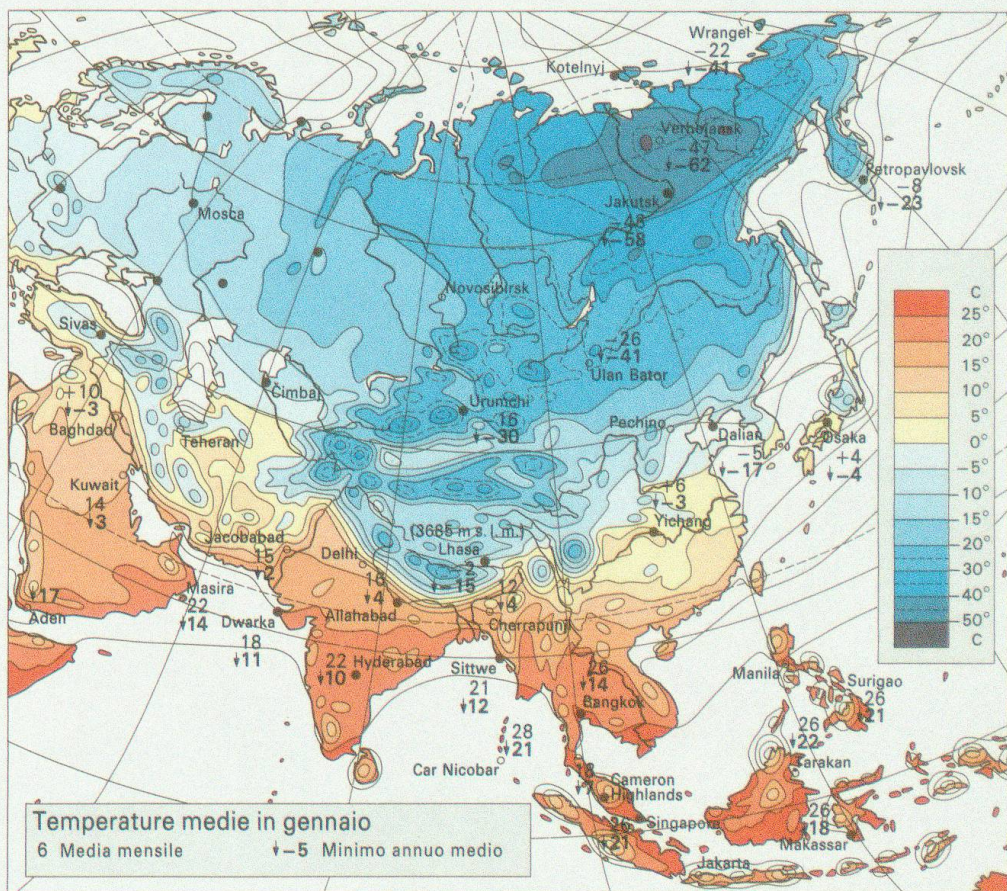 Wrangel
–22
↓–41
Kotelnyj
Verhojansk
–47
↓–62
Petropavlovsk
–8
↓–23
Jakutsk
–43
↓–58
Mosca
Novosibirsk
Sivas
–26
↓–41
Ulan Bator
Čimbaj
Urumchi
–16
↓–30
+10
↓–3
Baghdad
Teheran
Pechino
Dalian
–5
↓–17
Osaka
+4
↓–4
Kuwait
14
↓3
+6
↓–3
Yichang
(3685 m s. l. m.)
Lhasa
↓–15
Jacobabad
15
↓2
Delhi
16
↓4
Allahabad
12
↓4
Cherrapunji
↓17
Aden
Masira
22
↓14
Dwarka
18
↓11
22
↓10
Hyderabad
Sittwe
21
↓12
26
↓14
Bangkok
Manila
Surigao
26
↓21
28
↓21
Car Nicobar
26
↓22
Tarakan
Cameron
Highlands
Singapore
26
↓21
26
↓18
Makassar
Jakarta
C
25°
20°
15°
10°
5°
0°
–5°
–10°
–15°
–20°
–30°
–40°
–50°
C
Temperature medie in gennaio
6 Media mensile ↓–5 Minimo annuo medio